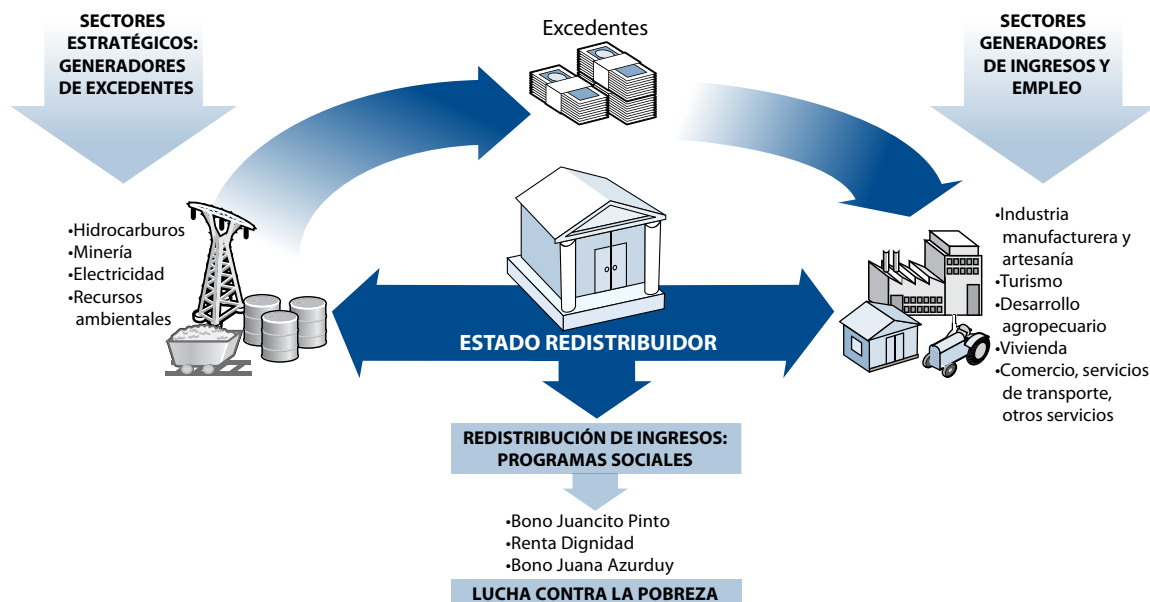 SECTORES
ESTRATÉGICOS:
GENERADORES
DE EXCEDENTES
Excedentes
SECTORES
GENERADORES
DE INGRESOS Y
EMPLEO
•Hidrocarburos
•Minería
•Electricidad
•Recursos
ambientales
•Industria
manufacturera y
artesanía
•Turismo
•Desarrollo
agropecuario
•Vivienda
•Comercio, servicios
de transporte,
otros servicios
ESTADO REDISTRIBUIDOR
REDISTRIBUCIÓN DE INGRESOS:
PROGRAMAS SOCIALES
•Bono Juancito Pinto
•Renta Dignidad
•Bono Juana Azurduy
LUCHA CONTRA LA POBREZA